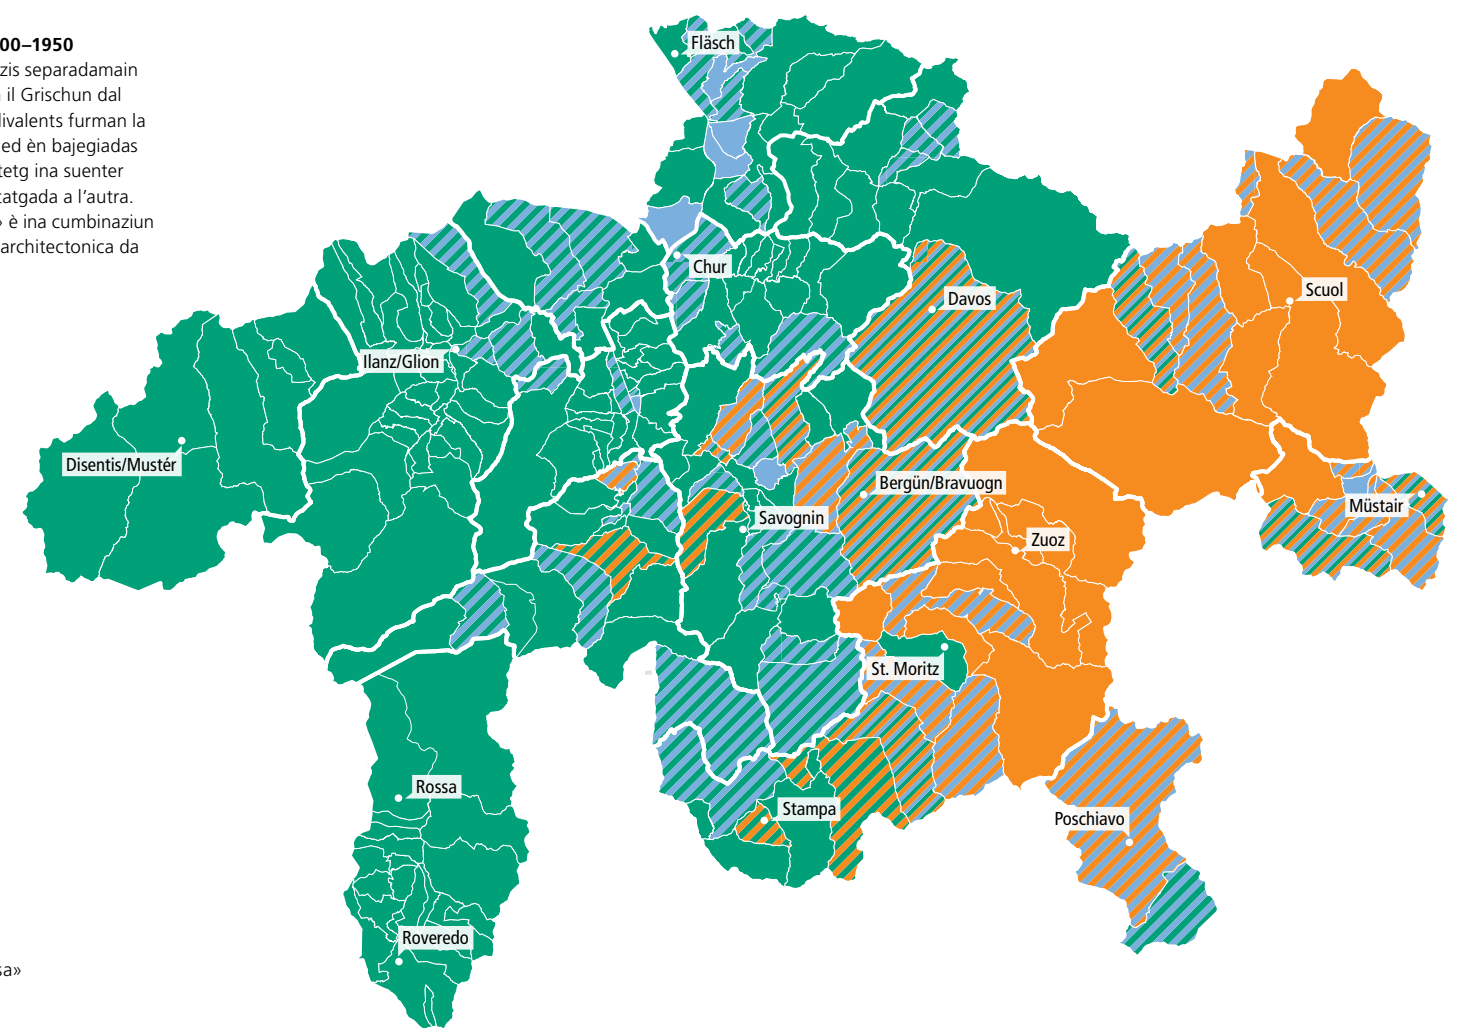 00–1950
zis separadamain
il Grischun dal
livalents furman la
ed èn bajegiadas
tetg ina suenter
tatgada a l'autra.
» è ina cumbinaziun
architectonica da
Fläsch
Chur
Davos
Scuol
Ilanz/Glion
Disentis/Mustér
Bergün/Bravuogn
Müstair
Savognin
Zuoz
St. Moritz
Rossa
Stampa
Poschiavo
Roveredo
sa»